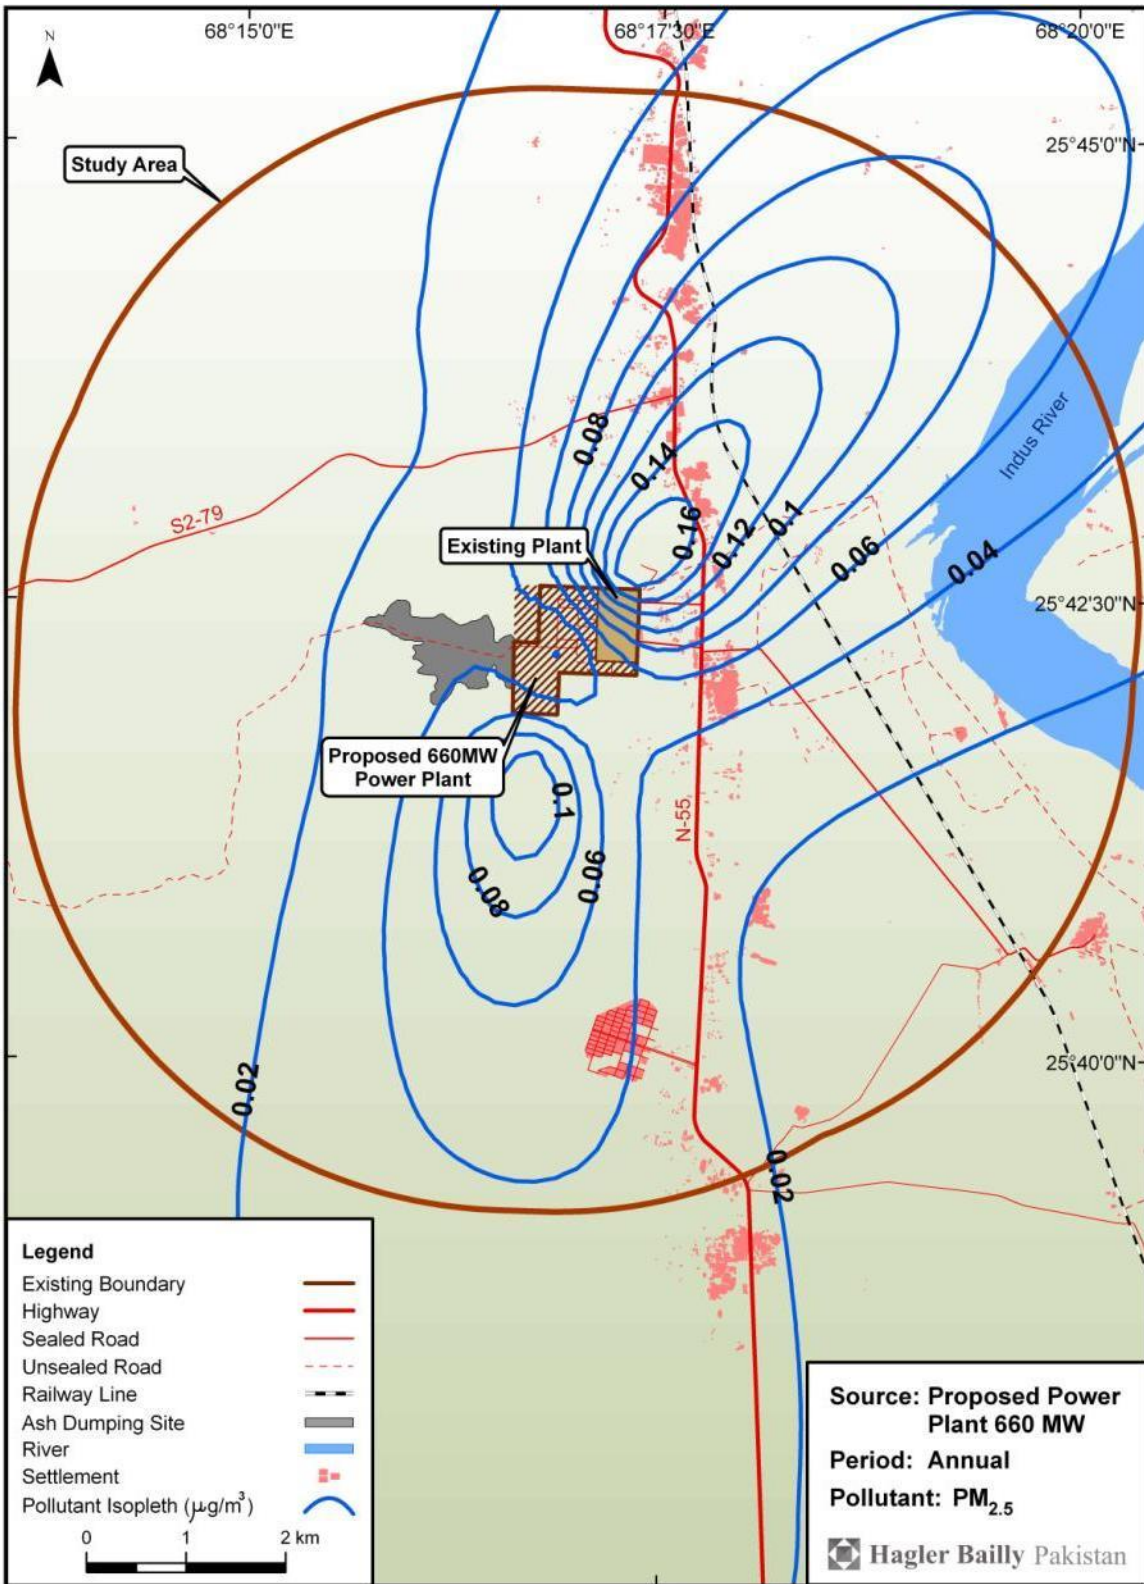 68°15'0"E
68°17'30"E
68°20'0"E
N
25°45'0"N
Study Area
Indus River
0.08
0.14
S2-79
0.16
0.12
0.1
0.06
0.04
Existing Plant
25°42'30"N
Proposed 660MW
Power Plant
0.1
N-55
0.08
0.06
25°40'0"N
0.02
0.02
Legend
Existing Boundary
Highway
Sealed Road
Unsealed Road
Railway Line
Ash Dumping Site
River
Settlement
Pollutant Isopleth (μg/m³)
0 1 2 km
Source: Proposed Power
Plant 660 MW
Period: Annual
Pollutant: PM₂.₅
Hagler Bailly Pakistan